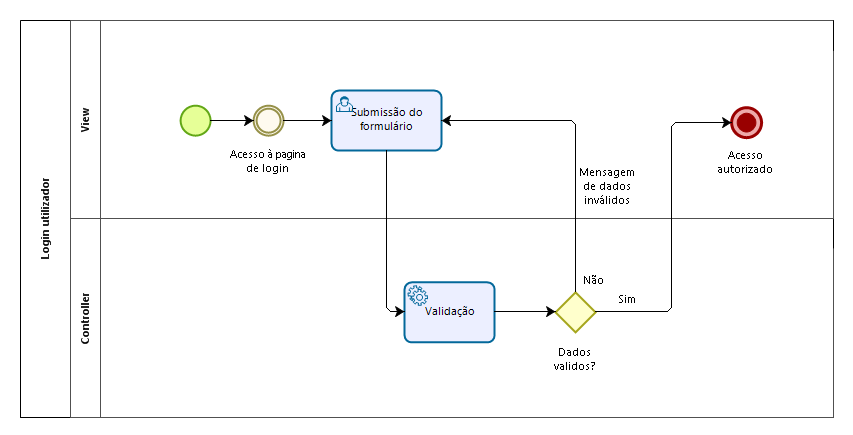 Login utilizador
View
Acesso à pagina
de login
Submissão do
formulário
Mensagem
de dados
inválidos
Acesso
autorizado
Controller
Validação
Não
Sim
Dados
validos?